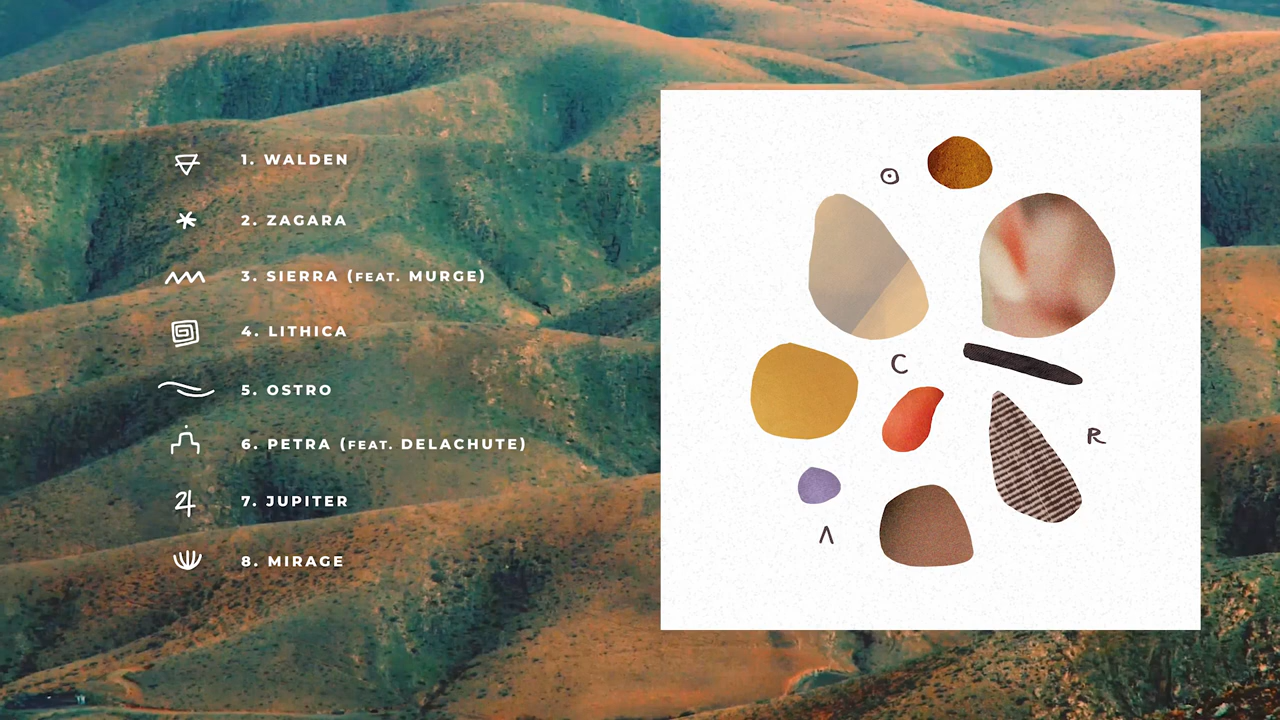 1. WALDEN
2. ZAGARA
3. SIERRA (FEAT. MURGE)
4. LITHICA
5. OSTRO
6. PETRA (FEAT. DELACHUTE)
7. JUPITER
8. MIRAGE
⊙
C
R
Λ